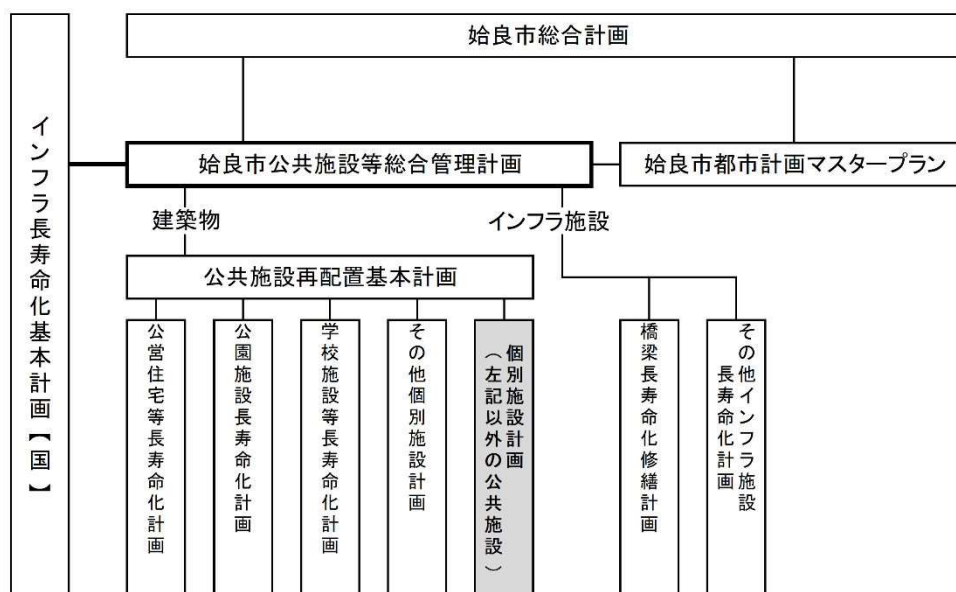 姶良市総合計画
インフラ長寿命化基本計画【国】
姶良市公共施設等総合管理計画
姶良市都市計画マスタープラン
建築物
インフラ施設
公共施設再配置基本計画
公営住宅等長寿命化計画
公園施設長寿命化計画
学校施設等長寿命化計画
その他個別施設計画
個別施設計画
（左記以外の公共施設）
橋梁長寿命化修繕計画
その他インフラ施設
長寿命化計画